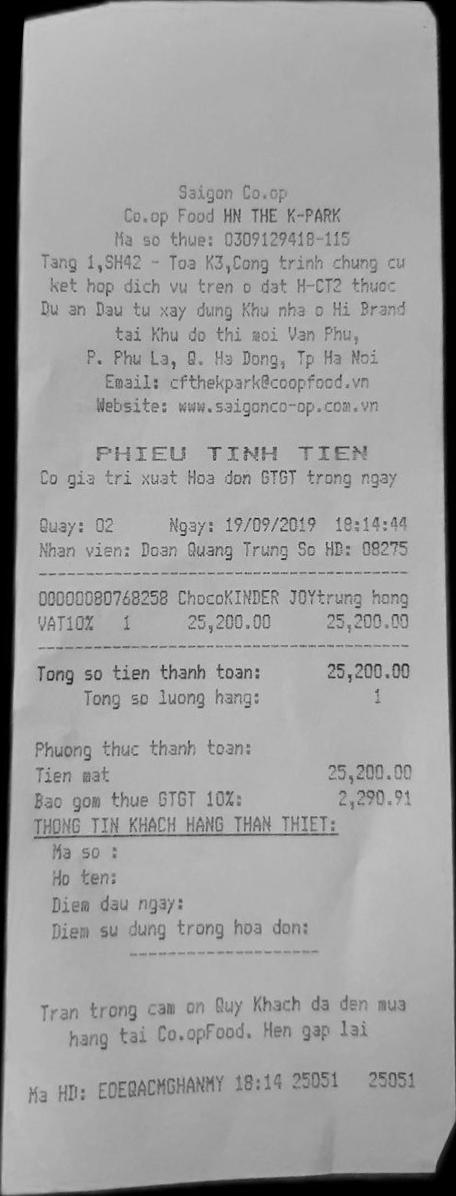 Saigon Co.op
Co.op Food HN THE K-PARK
Ma so thue: 0309129418-115
Tang 1,SH42 - Toa K3,Cong trinh chung cu
ket hop dich vu tren o dat H-CT2 thuoc
Du an Dau tu xay dung Khu nha o Hi Brand
tai Khu do thi moi Van Phu,
P. Phu La, Q. Ha Dong, Tp Ha Noi
Email: cfthekpark@coopfood.vn
Website: www.saigonco-op.com.vn
PHIEU TINH TIEN
Co gia tri xuat Hoa don GTGT trong ngay
Quay: 02 Ngay: 19/09/2019 18:14:44
Nhan vien: Doan Quang Trung So HD: 08275
00000080768258 ChocoKINDER JOYtrung hong
VAT10% 1 25,200.00 25,200.00
Tong so tien thanh toan: 25,200.00
Tong so luong hang: 1
Phuong thuc thanh toan:
Tien mat 25,200.00
Bao gom thue GTGT 10%: 2,290.91
THONG TIN KHACH HANG THAN THIET:
Ma so :
Ho ten:
Diem dau ngay:
Diem su dung trong hoa don:
Tran trong cam on Quy Khach da den mua
hang tai Co.opFood. Hen gap lai
Ma HD: EOEQACMGHANMY 18:14 25051 25051